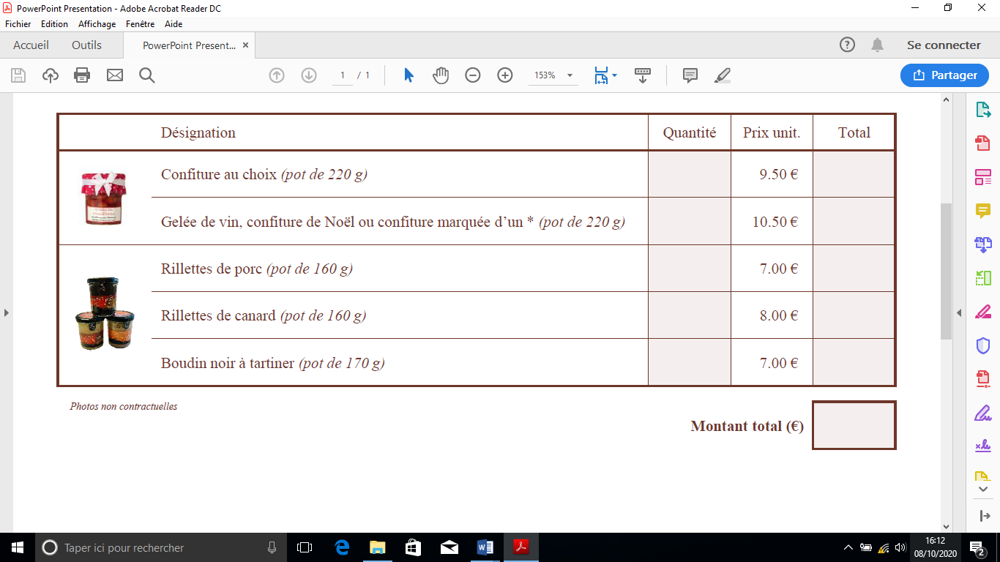 PowerPoint Presentation - Adobe Acrobat Reader DC
Fichier Edition Affichage Fenêtre Aide
Accueil Outils PowerPoint Present... × Se connecter
1 / 1 153% Partager
Désignation Quantité Prix unit. Total
Confiture au choix (pot de 220 g) 9.50 €
Gelée de vin, confiture de Noël ou confiture marquée d’un * (pot de 220 g) 10.50 €
Rillettes de porc (pot de 160 g) 7.00 €
Rillettes de canard (pot de 160 g) 8.00 €
Boudin noir à tartiner (pot de 170 g) 7.00 €
Photos non contractuelles
Montant total (€)
Taper ici pour rechercher
16:12
08/10/2020
2